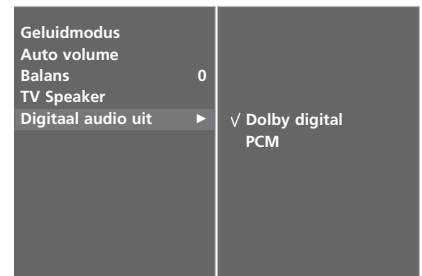 Geluidmodus
Auto volume
Balans 0
TV Speaker
Digitaal audio uit ►
√ Dolby digital
PCM